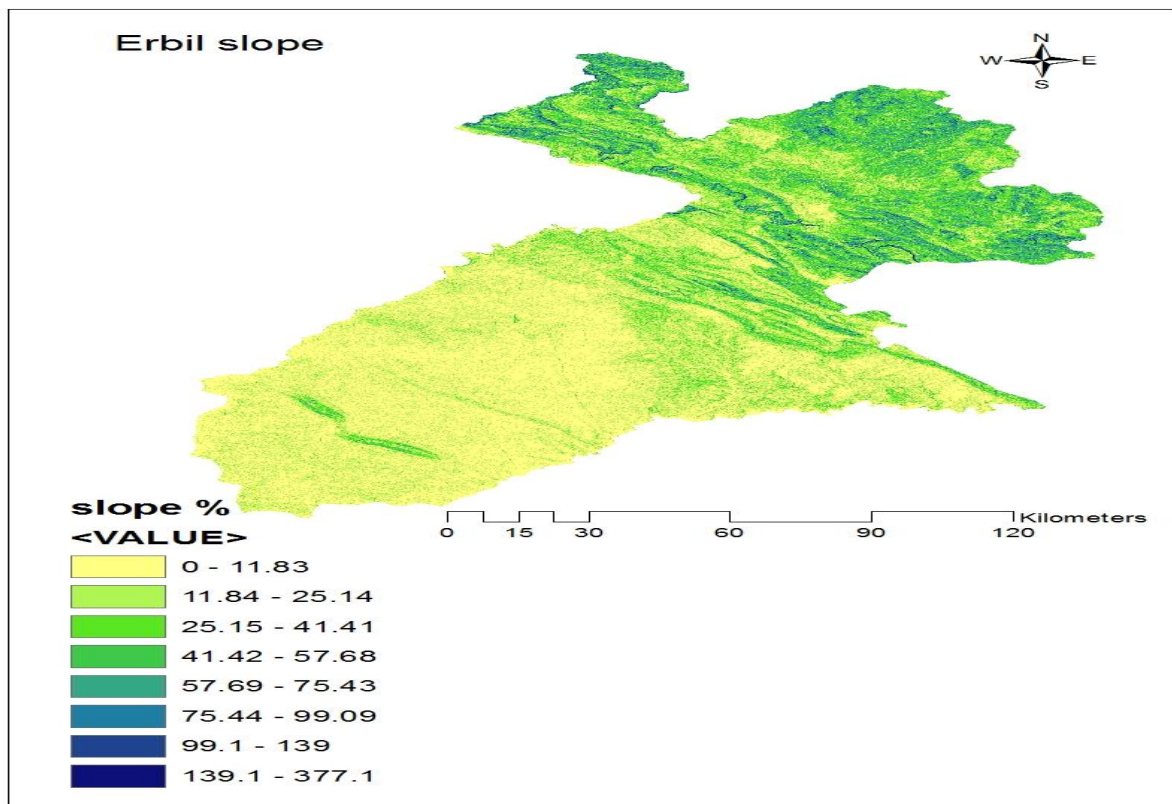 Erbil slope
N
W E
S
slope %
<VALUE>
0 15 30 60 90 120 Kilometers
0 - 11.83
11.84 - 25.14
25.15 - 41.41
41.42 - 57.68
57.69 - 75.43
75.44 - 99.09
99.1 - 139
139.1 - 377.1